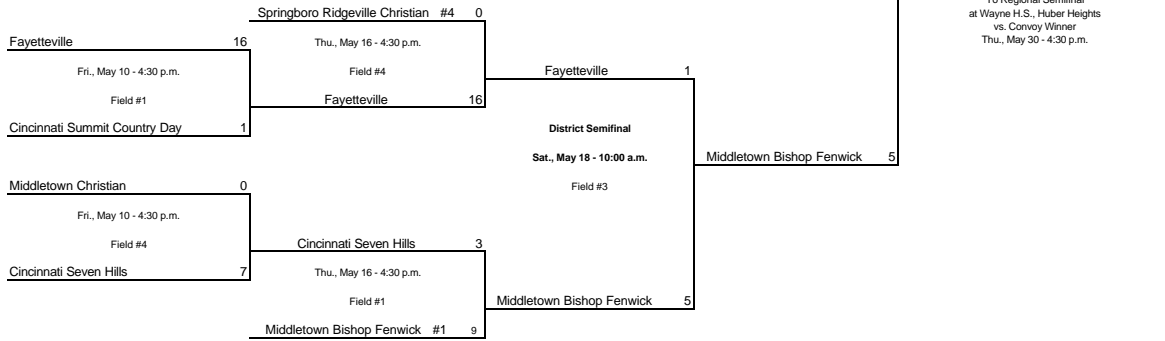 To Regional Semifinal
at Wayne H.S., Huber Heights
vs. Convoy Winner
Thu., May 30 - 4:30 p.m.
Springboro Ridgeville Christian #4 0
Fayetteville 16
Thu., May 16 - 4:30 p.m.
Fri., May 10 - 4:30 p.m.
Field #4
Fayetteville 1
Field #1
Fayetteville 16
Cincinnati Summit Country Day 1
District Semifinal
Sat., May 18 - 10:00 a.m.
Middletown Bishop Fenwick 5
Middletown Christian 0
Field #3
Fri., May 10 - 4:30 p.m.
Field #4
Cincinnati Seven Hills 3
Cincinnati Seven Hills 7
Thu., May 16 - 4:30 p.m.
Field #1
Middletown Bishop Fenwick 5
Middletown Bishop Fenwick #1 9